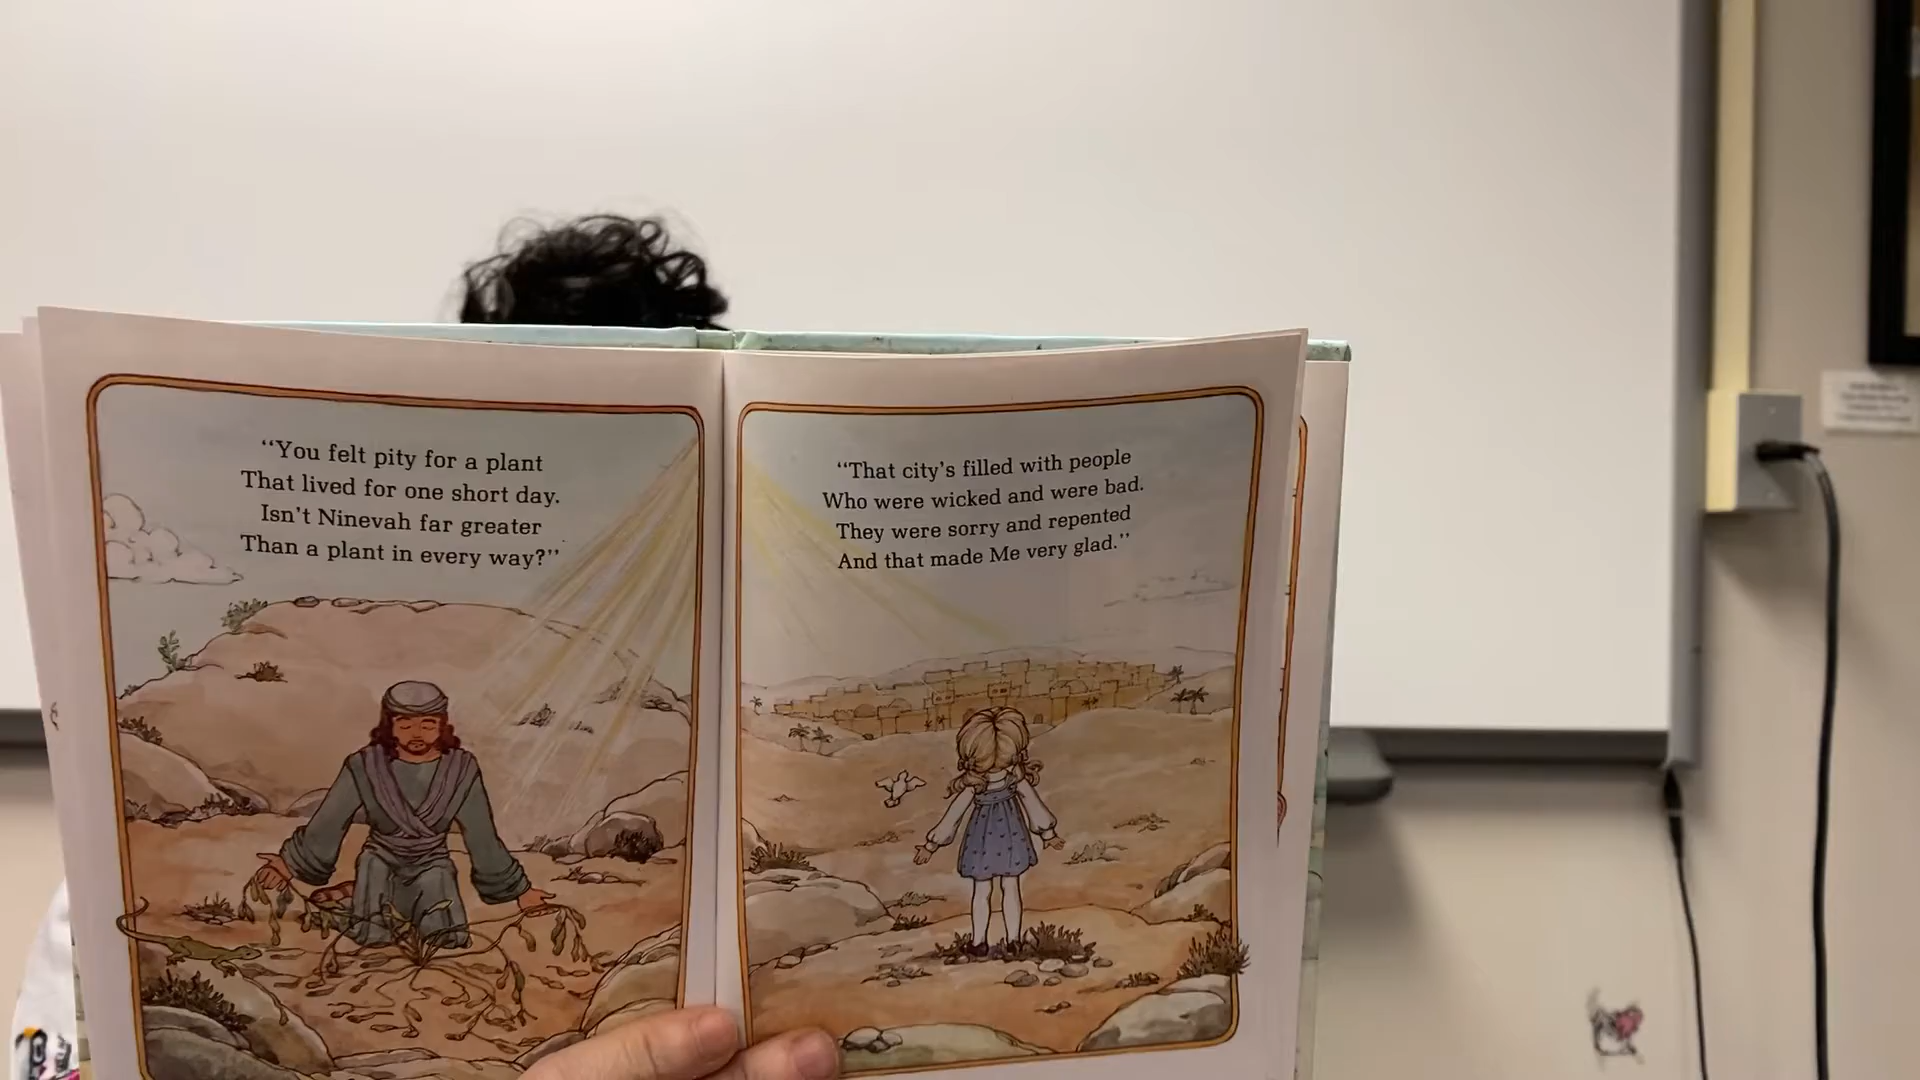 “You felt pity for a plant
That lived for one short day.
Isn’t Ninevah far greater
Than a plant in every way?”
“That city’s filled with people
Who were wicked and were bad.
They were sorry and repented
And that made Me very glad.”